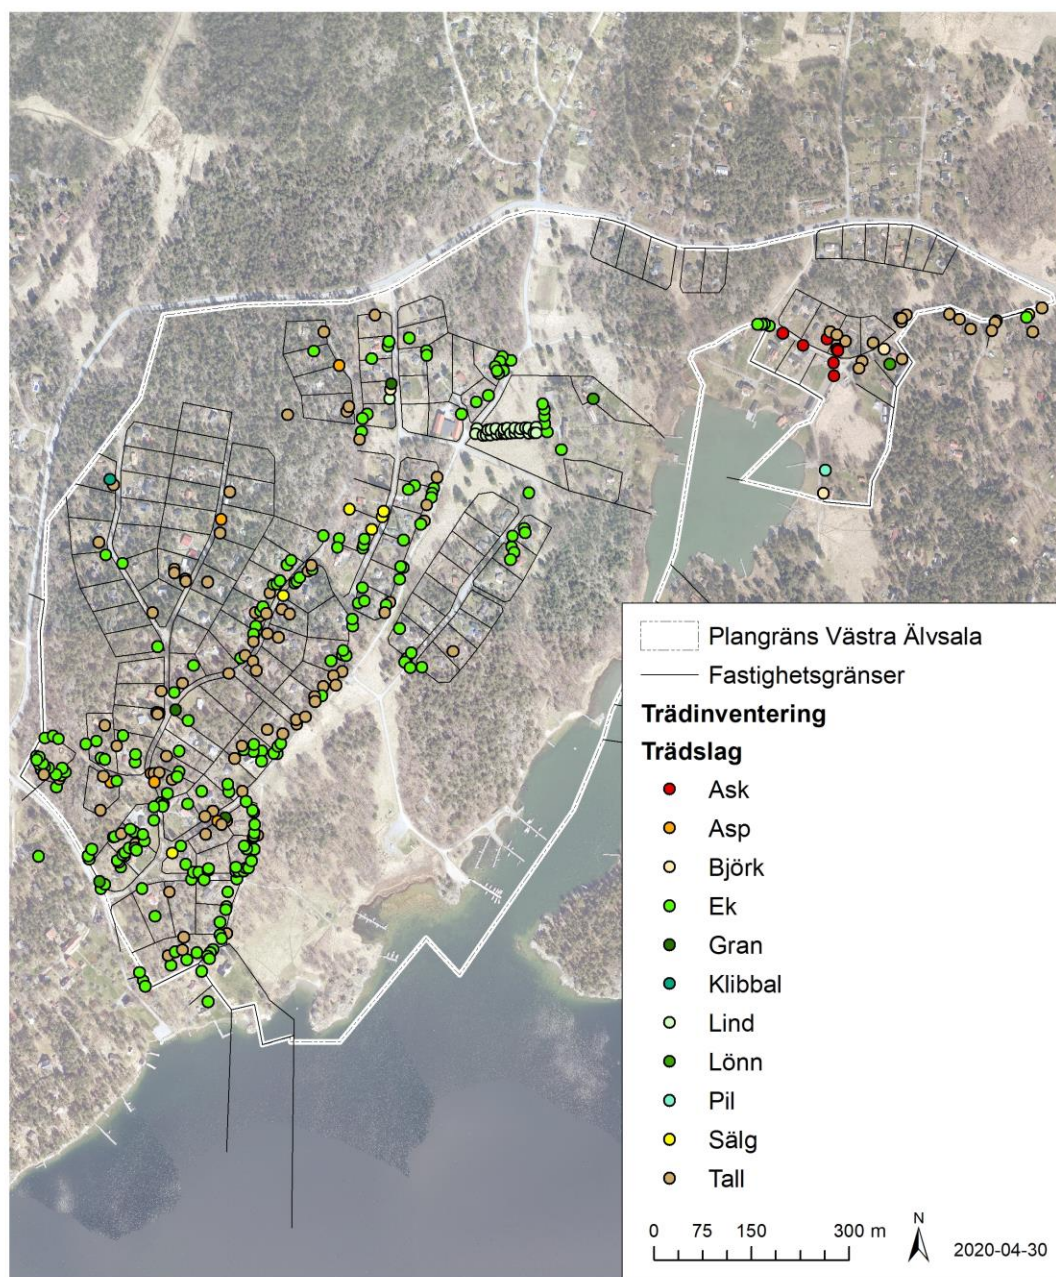 Plangräns Västra Älvsala
Fastighetsgränser
Trädinventering
Trädslag
Ask
Asp
Björk
Ek
Gran
Klibbal
Lind
Lönn
Pil
Sälg
Tall
0 75 150 300 m
N
2020-04-30